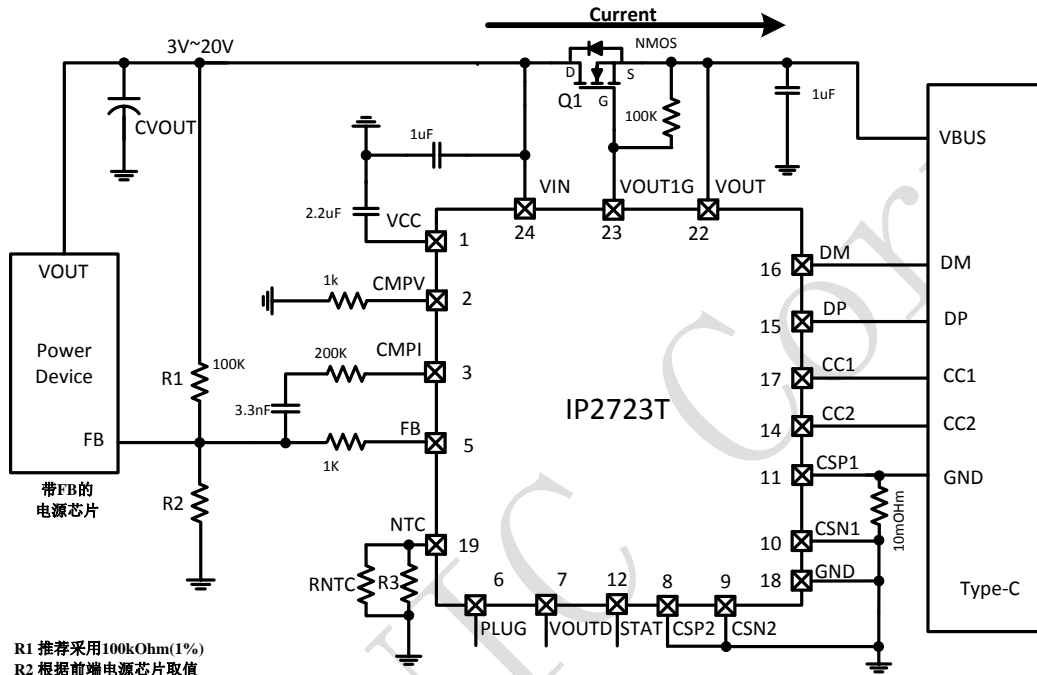 Current
3V~20V
NMOS
D
S
G
Q1
CVOUT
1uF
100K
1uF
VBUS
VIN
VOUT1G
VOUT
2.2uF
VCC
24
23
22
1
VOUT
DM
16
DM
1k
CMPV
2
DP
15
DP
Power
Device
R1
100K
200K
CMPI
3
CC1
17
CC1
3.3nF
IP2723T
CC2
14
CC2
FB
FB
1K
5
CSP1
11
GND
带FB的
电源芯片
R2
10mOHm
NTC
19
CSN1
10
RNTC
R3
GND
18
6
7
12
8
9
Type-C
PLUG
VOUTD
STAT
CSP2
CSN2
R1 推荐采用100kOhm(1%)
R2 根据前端电源芯片取值